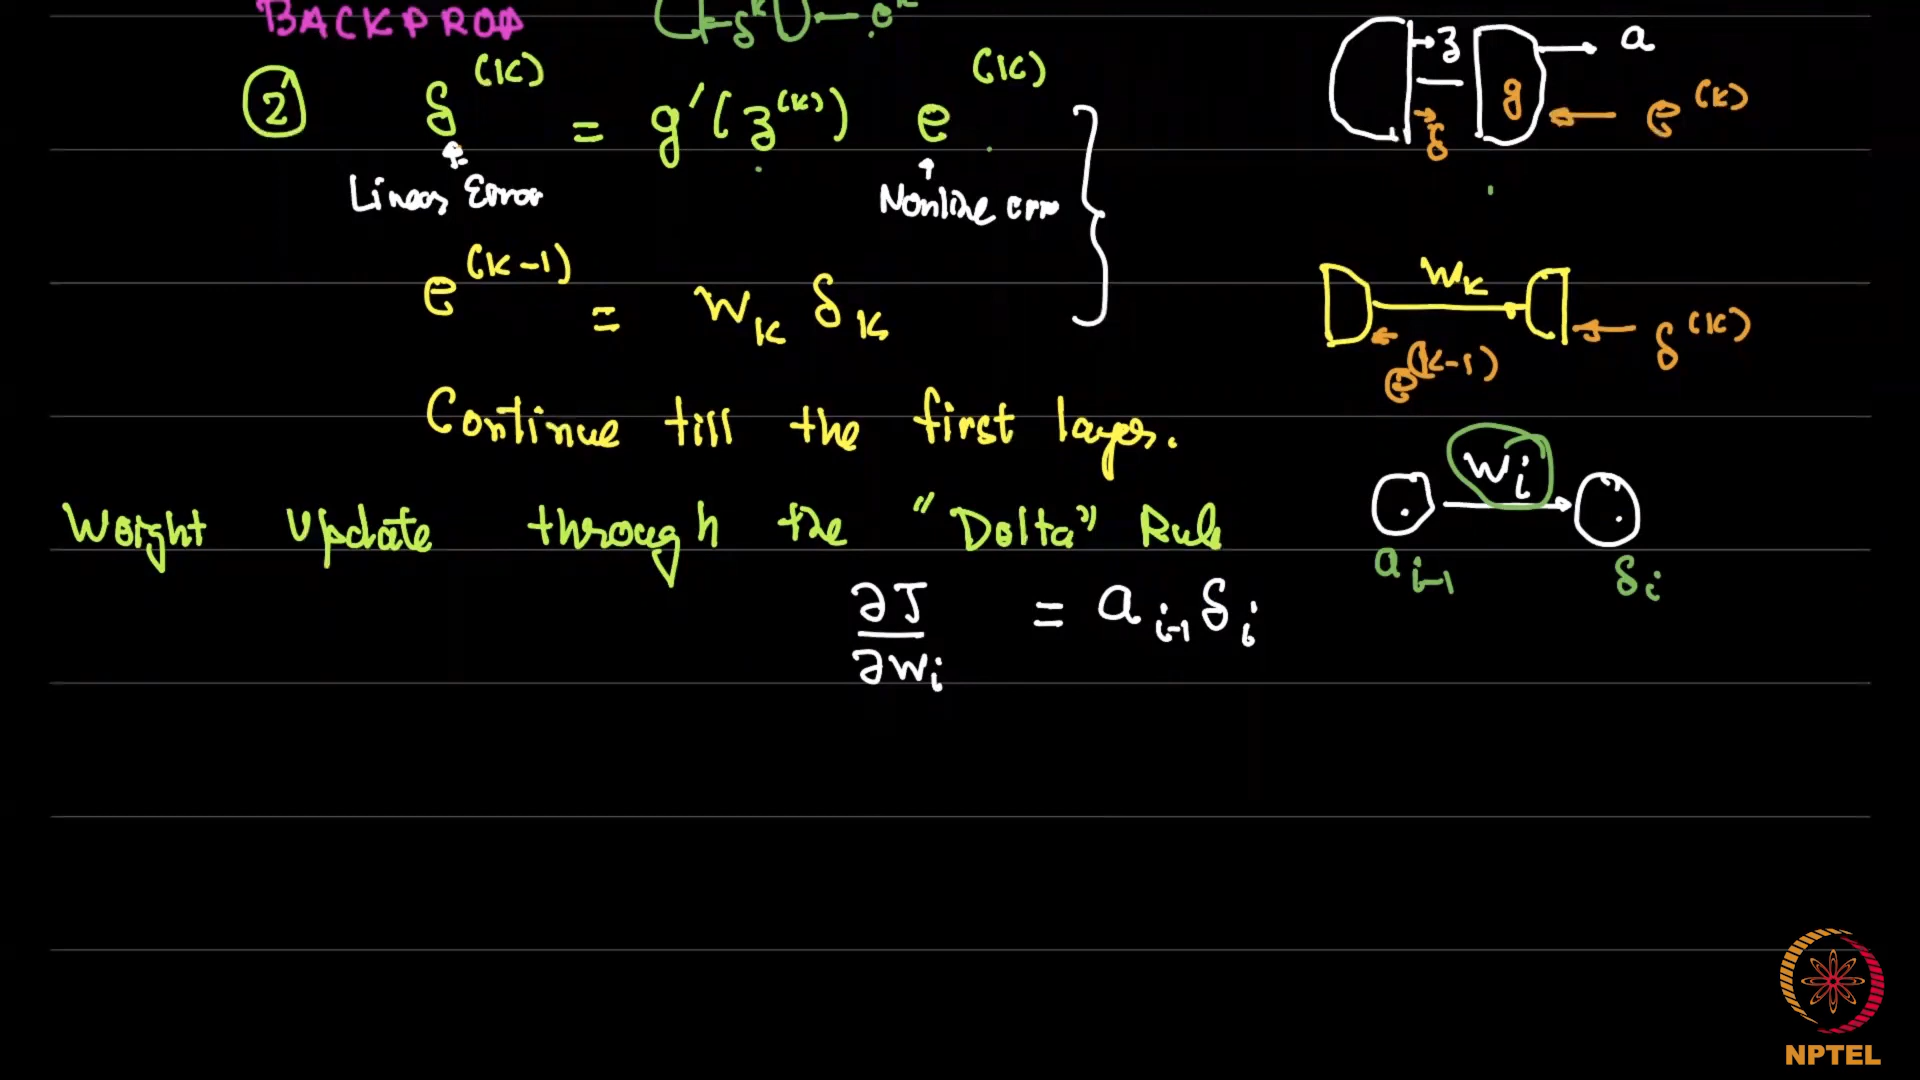 BACKPROP δ^k ← e^k
② δ^(k) = g'(z^(k)) e^(k)
Linear Error Nonline err
e^(k-1) = w_k δ_k
Continue till the first layer.
Weight Update through the "Delta" Rule
∂J/∂w_i = a_{i-1} δ_i
z a
g e^(k)
δ
w_k
δ^(k)
e^(k-1)
w_i
a_{i-1} δ_i
NPTEL